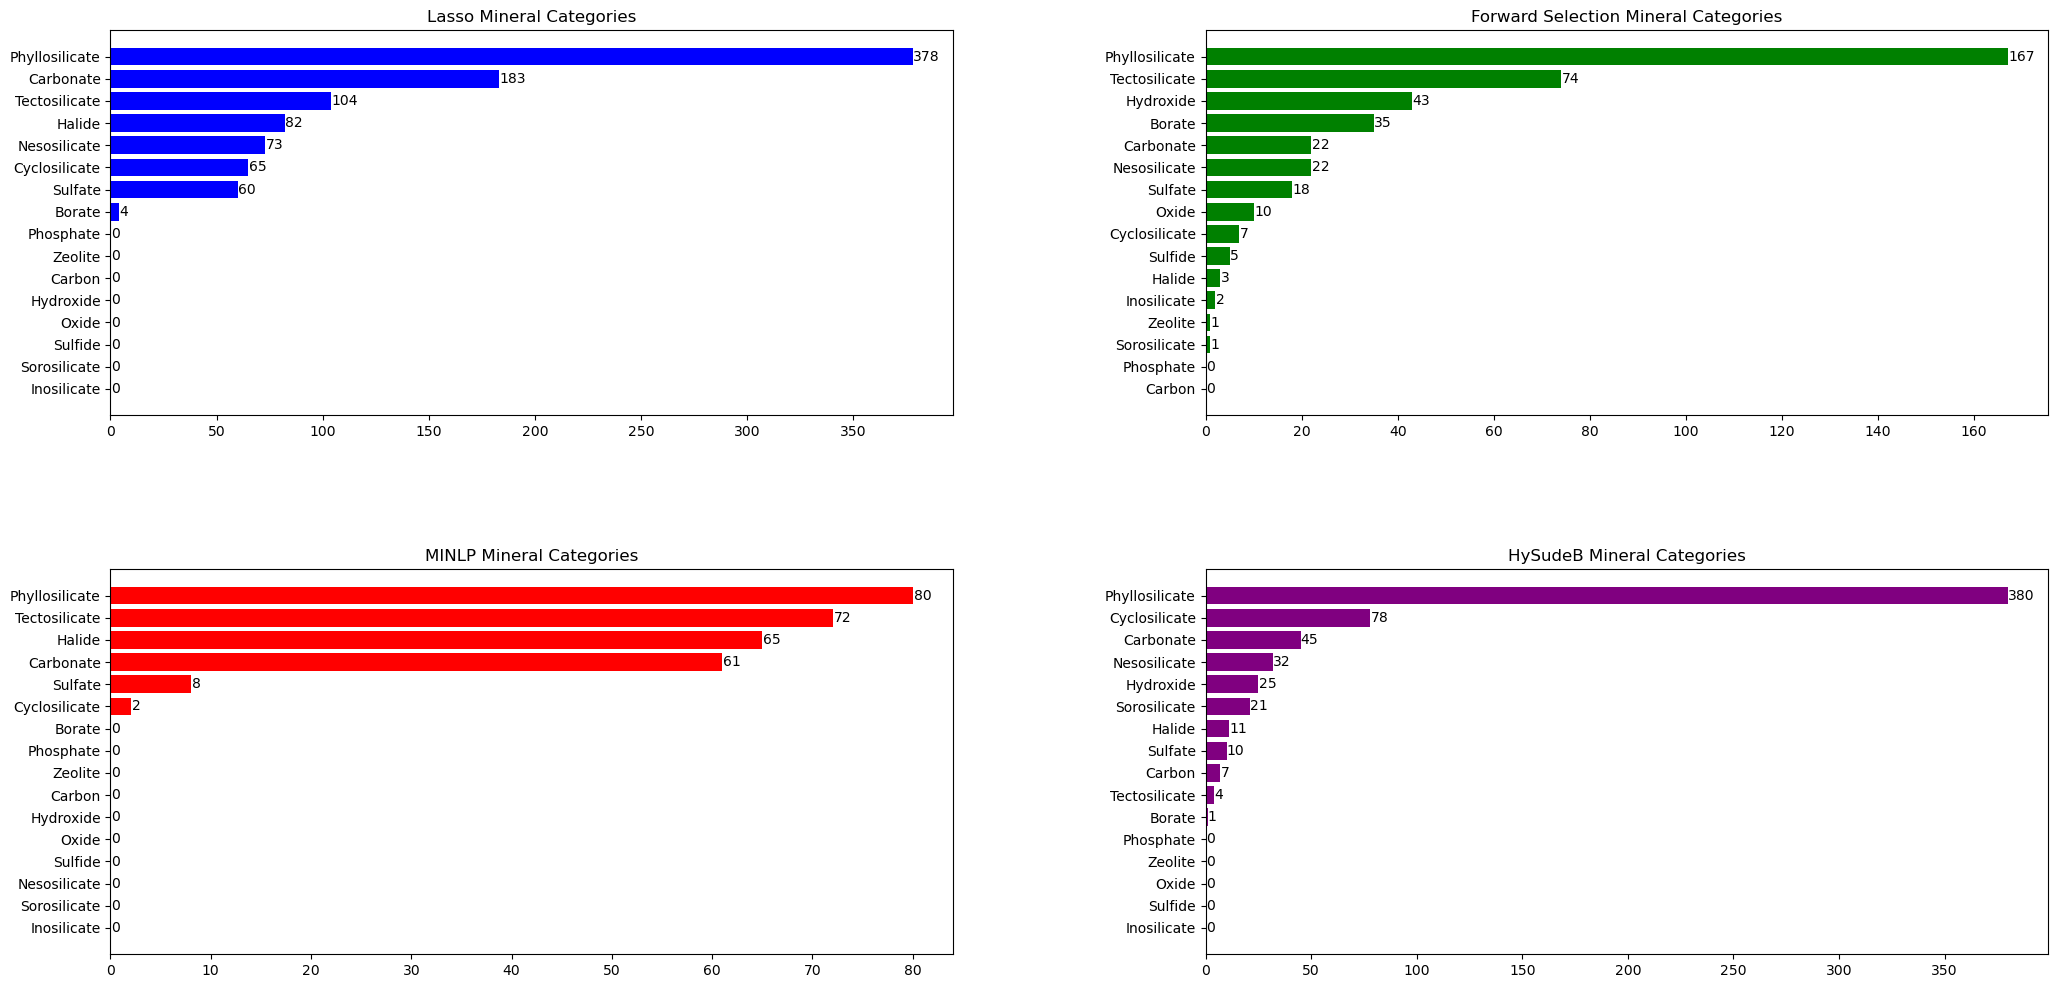 Lasso Mineral Categories
Phyllosilicate 378
Carbonate 183
Tectosilicate 104
Halide 82
Nesosilicate 73
Cyclosilicate 65
Sulfate 60
Borate 4
Phosphate 0
Zeolite 0
Carbon 0
Hydroxide 0
Oxide 0
Sulfide 0
Sorosilicate 0
Inosilicate 0
0 50 100 150 200 250 300 350
Forward Selection Mineral Categories
Phyllosilicate 167
Tectosilicate 74
Hydroxide 43
Borate 35
Carbonate 22
Nesosilicate 22
Sulfate 18
Oxide 10
Cyclosilicate 7
Sulfide 5
Halide 3
Inosilicate 2
Zeolite 1
Sorosilicate 1
Phosphate 0
Carbon 0
0 20 40 60 80 100 120 140 160
MINLP Mineral Categories
Phyllosilicate 80
Tectosilicate 72
Halide 65
Carbonate 61
Sulfate 8
Cyclosilicate 2
Borate 0
Phosphate 0
Zeolite 0
Carbon 0
Hydroxide 0
Oxide 0
Sulfide 0
Nesosilicate 0
Sorosilicate 0
Inosilicate 0
0 10 20 30 40 50 60 70 80
HySudeB Mineral Categories
Phyllosilicate 380
Cyclosilicate 78
Carbonate 45
Nesosilicate 32
Hydroxide 25
Sorosilicate 21
Halide 11
Sulfate 10
Carbon 7
Tectosilicate 4
Borate 1
Phosphate 0
Zeolite 0
Oxide 0
Sulfide 0
Inosilicate 0
0 50 100 150 200 250 300 350